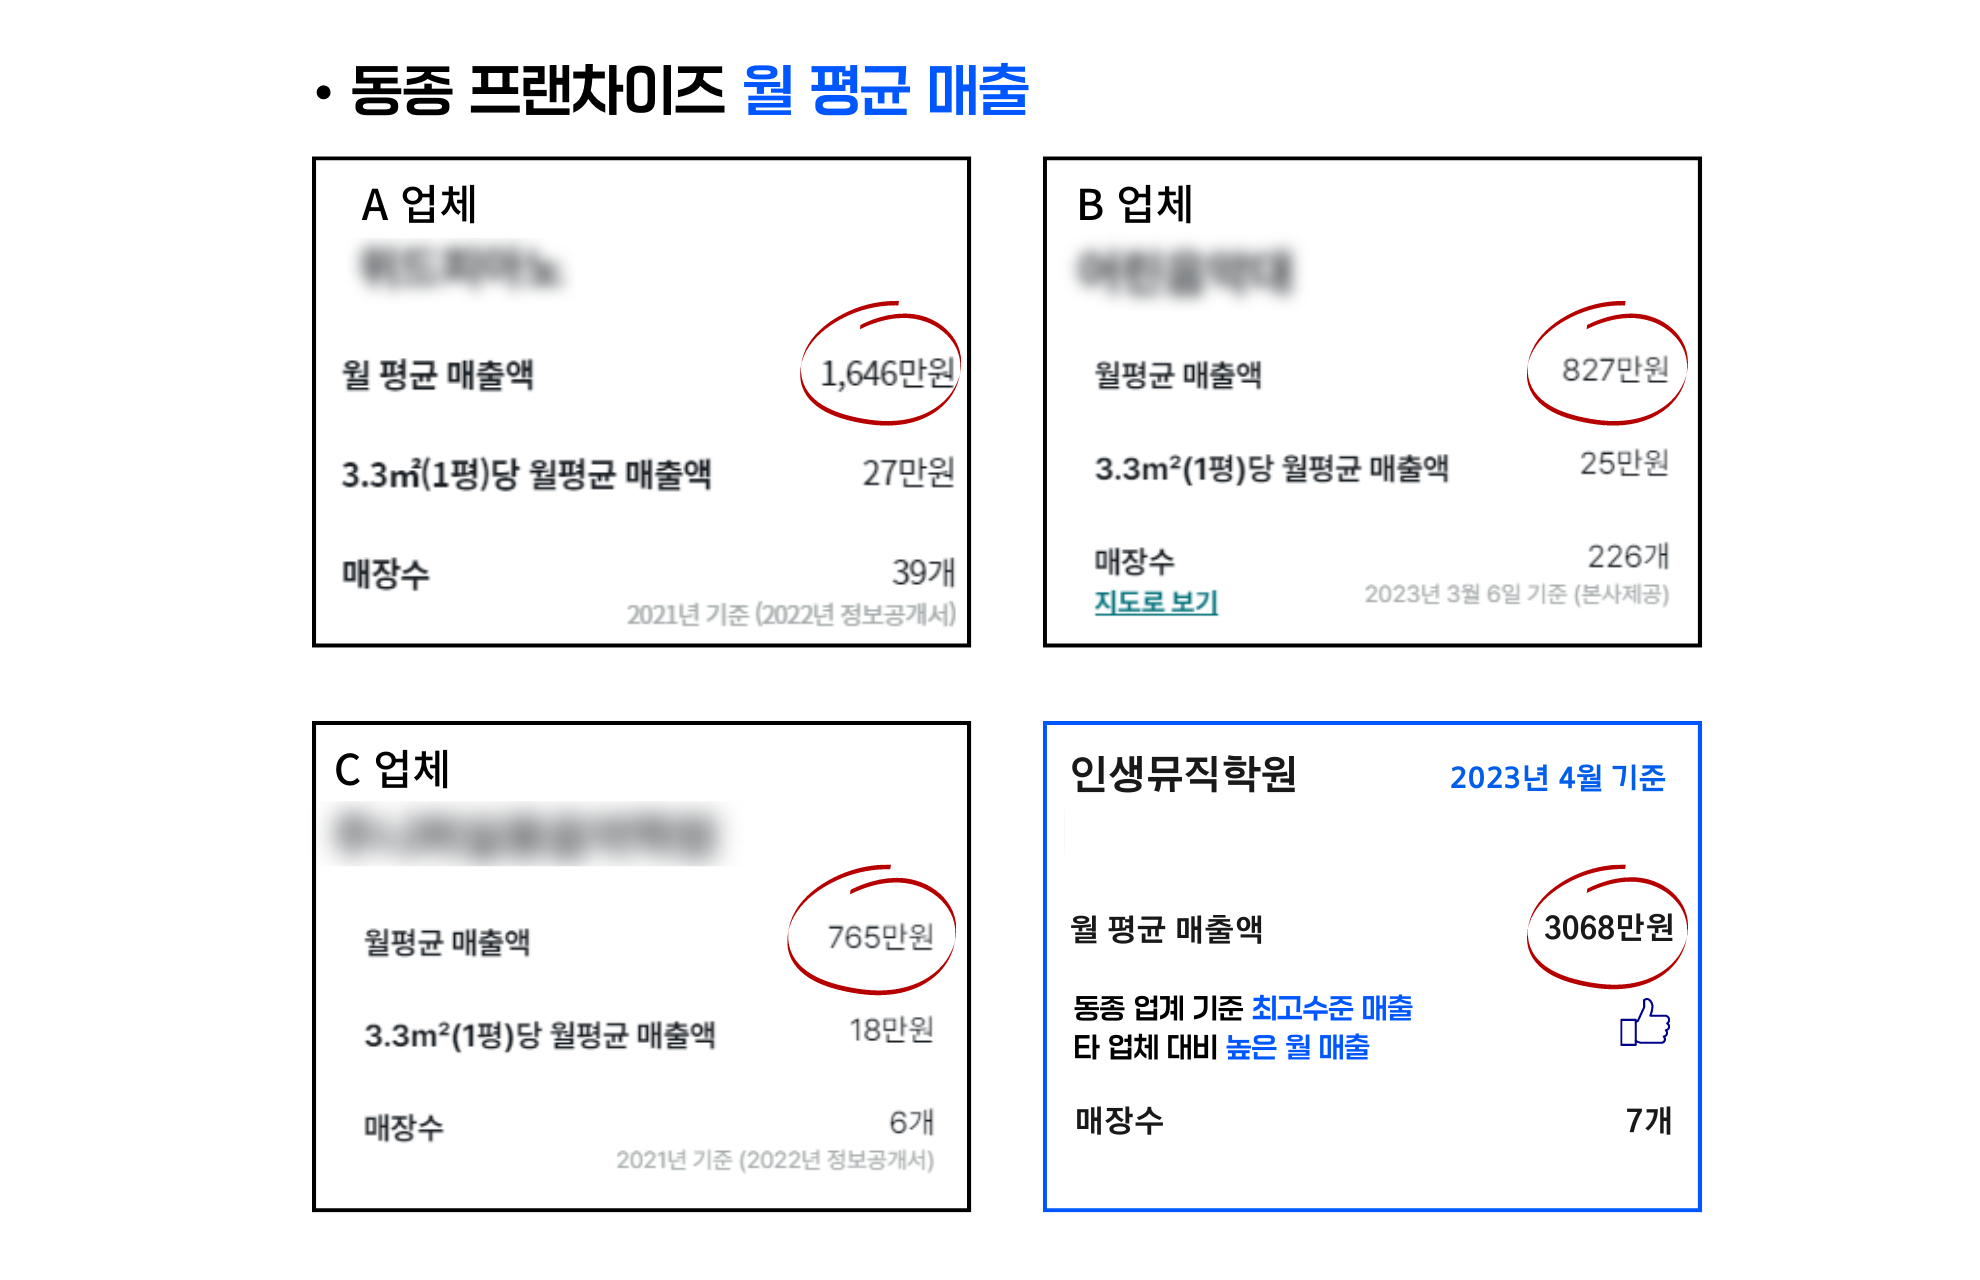 • 동종 프랜차이즈 월 평균 매출
A 업체
월 평균 매출액 1,646만원
3.3㎡(1평)당 월평균 매출액 27만원
매장수 39개
2021년 기준 (2022년 정보공개서)
B 업체
월평균 매출액 827만원
3.3m²(1평)당 월평균 매출액 25만원
매장수 226개
지도로 보기 2023년 3월 6일 기준 (본사제공)
C 업체
월평균 매출액 765만원
3.3m²(1평)당 월평균 매출액 18만원
매장수 6개
2021년 기준 (2022년 정보공개서)
인생뮤직학원 2023년 4월 기준
월 평균 매출액 3068만원
동종 업계 기준 최고수준 매출
타 업체 대비 높은 월 매출
매장수 7개